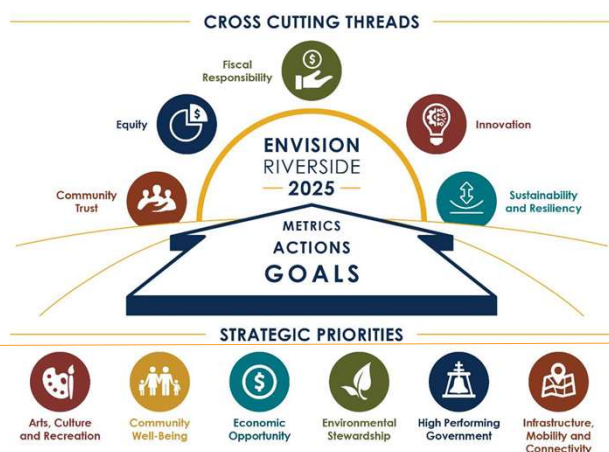 CROSS CUTTING THREADS
Fiscal
Responsibility
$
Equity
$
Innovation
Community
Trust
Sustainability
and Resiliency
ENVISION
RIVERSIDE
2025
METRICS
ACTIONS
GOALS
STRATEGIC PRIORITIES
$
Arts, Culture
and Recreation
Community
Well-Being
Economic
Opportunity
Environmental
Stewardship
High Performing
Government
Infrastructure,
Mobility and
Connectivity